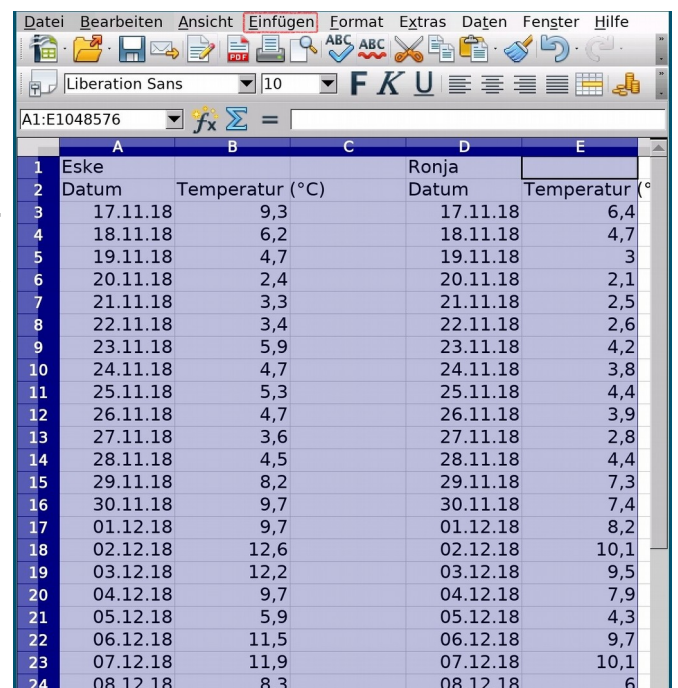 Datei Bearbeiten Ansicht Einfügen Format Extras Daten Fenster Hilfe
PDF ABC ABC
Liberation Sans 10 F K U
A1:E1048576 fx Σ =
A B C D E
1 Eske Ronja
2 Datum Temperatur (°C) Datum Temperatur (°
3 17.11.18 9,3 17.11.18 6,4
4 18.11.18 6,2 18.11.18 4,7
5 19.11.18 4,7 19.11.18 3
6 20.11.18 2,4 20.11.18 2,1
7 21.11.18 3,3 21.11.18 2,5
8 22.11.18 3,4 22.11.18 2,6
9 23.11.18 5,9 23.11.18 4,2
10 24.11.18 4,7 24.11.18 3,8
11 25.11.18 5,3 25.11.18 4,4
12 26.11.18 4,7 26.11.18 3,9
13 27.11.18 3,6 27.11.18 2,8
14 28.11.18 4,5 28.11.18 4,4
15 29.11.18 8,2 29.11.18 7,3
16 30.11.18 9,7 30.11.18 7,4
17 01.12.18 9,7 01.12.18 8,2
18 02.12.18 12,6 02.12.18 10,1
19 03.12.18 12,2 03.12.18 9,5
20 04.12.18 9,7 04.12.18 7,9
21 05.12.18 5,9 05.12.18 4,3
22 06.12.18 11,5 06.12.18 9,7
23 07.12.18 11,9 07.12.18 10,1
24 08.12.18 8,3 08.12.18 6